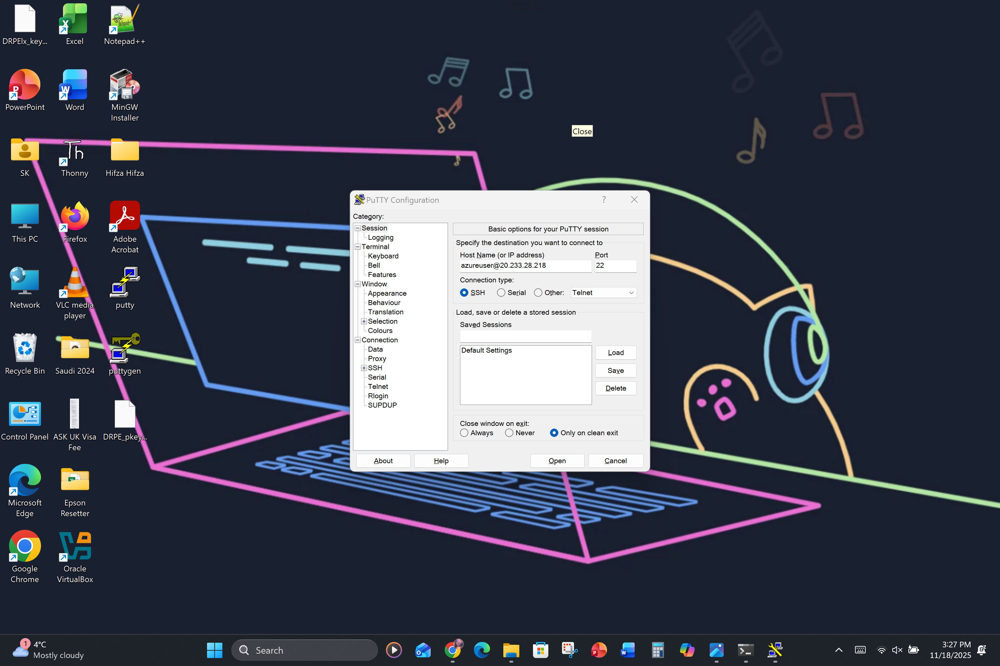 DRPElx_key...
Excel
Notepad++
PowerPoint
Word
MinGW
Installer
SK
Thonny
Hifza Hifza
This PC
Firefox
Adobe
Acrobat
Network
VLC media
player
putty
Recycle Bin
Saudi 2024
puttygen
Control Panel
ASK UK Visa
Fee
DRPE_pkey...
Microsoft
Edge
Epson
Resetter
Google
Chrome
Oracle
VirtualBox
Close
PuTTY Configuration
?
Category:
Session
Logging
Terminal
Keyboard
Bell
Features
Window
Appearance
Behaviour
Translation
Selection
Colours
Connection
Data
Proxy
SSH
Serial
Telnet
Rlogin
SUPDUP
Basic options for your PuTTY session
Specify the destination you want to connect to
Host Name (or IP address)
Port
azureuser@20.233.28.218
22
Connection type:
SSH
Serial
Other:
Telnet
Load, save or delete a stored session
Saved Sessions
Default Settings
Load
Save
Delete
Close window on exit:
Always
Never
Only on clean exit
About
Help
Open
Cancel
1
4°C
Mostly cloudy
Search
3:27 PM
11/18/2025